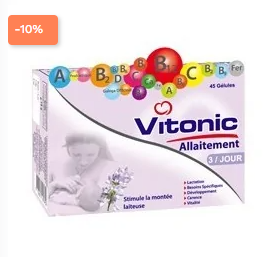 -10%
A
B2
B12
C
Fer
45 Gélules
Vitonic
Allaitement
3 / JOUR
Lactation
Besoins Spécifiques
Développement
Carence
Vitalité
Stimule la montée
laiteuse